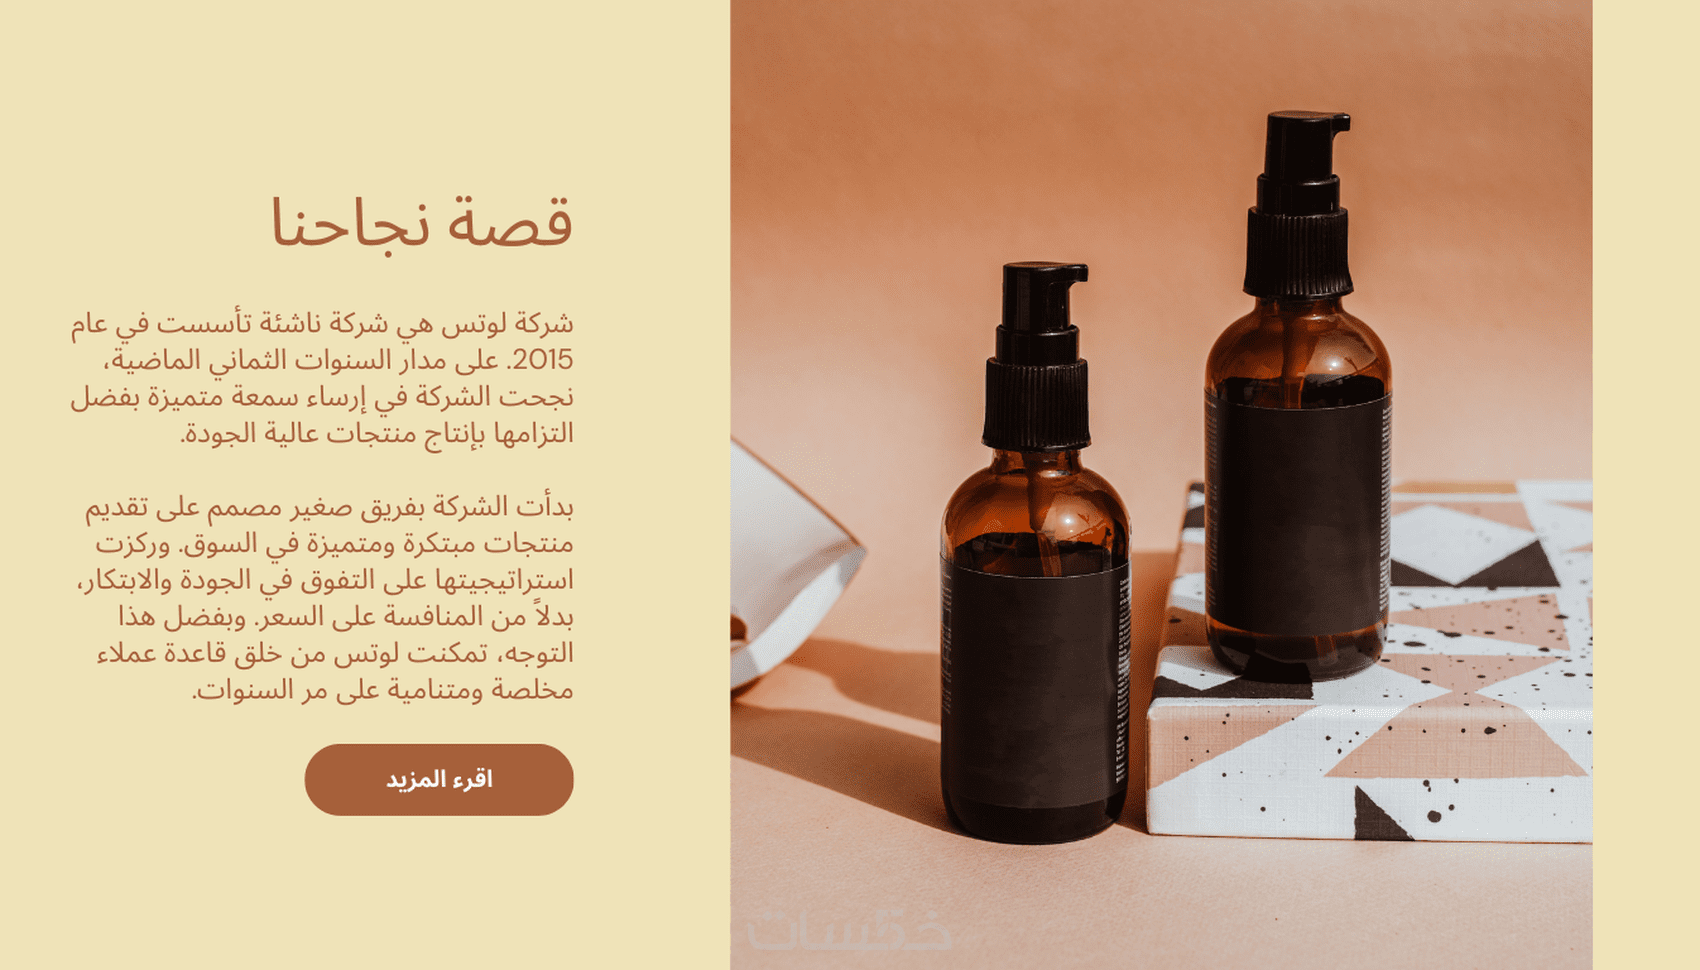 قصة نجاحنا
شركة لوتس هي شركة ناشئة تأسست في عام
2015. على مدار السنوات الثماني الماضية،
نجحت الشركة في إرساء سمعة متميزة بفضل
التزامها بإنتاج منتجات عالية الجودة.
بدأت الشركة بفريق صغير مصمم على تقديم
منتجات مبتكرة ومتميزة في السوق. وركزت
استراتيجيتها على التفوق في الجودة والابتكار،
بدلاً من المنافسة على السعر. وبفضل هذا
التوجه، تمكنت لوتس من خلق قاعدة عملاء
مخلصة ومتنامية على مر السنوات.
اقرء المزيد
خمسات